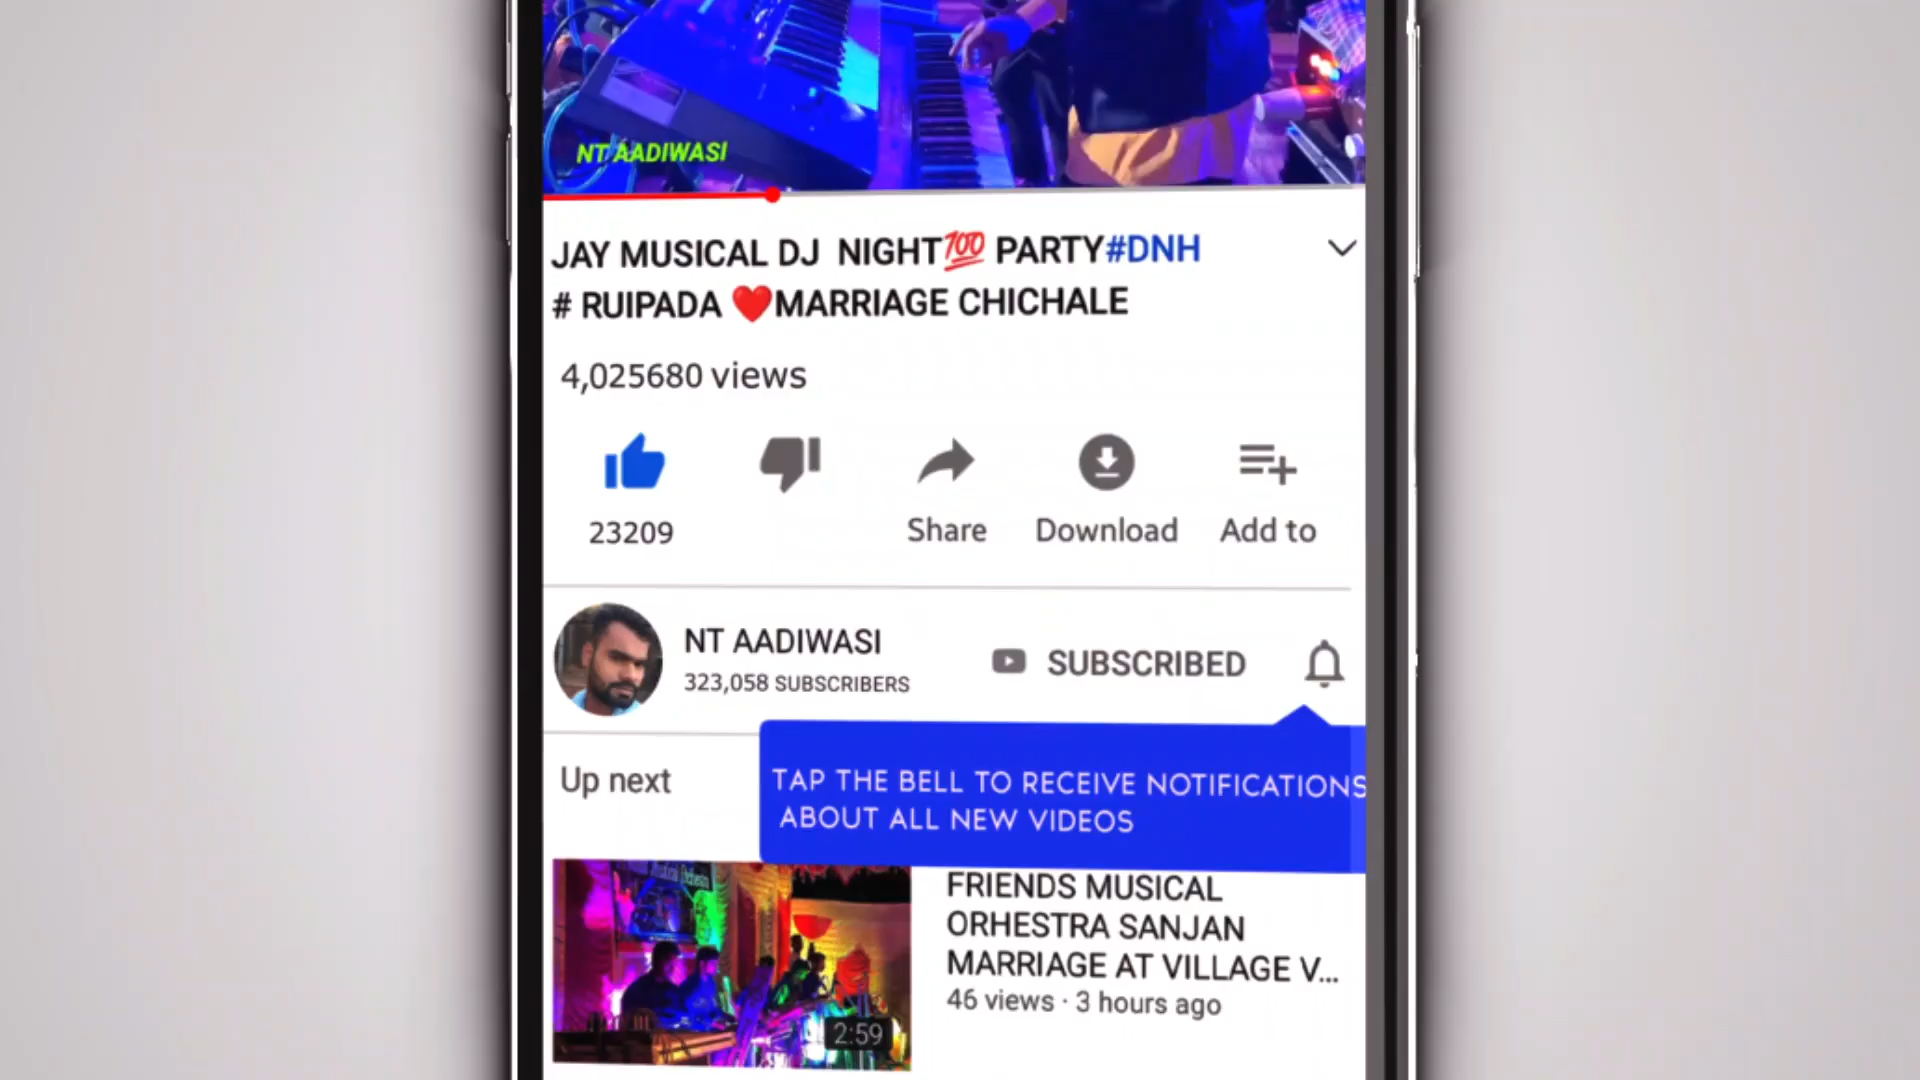 NT AADIWASI
JAY MUSICAL DJ NIGHT💯 PARTY#DNH
# RUIPADA ❤️MARRIAGE CHICHALE
4,025680 views
23209
Share
Download
Add to
NT AADIWASI
323,058 SUBSCRIBERS
SUBSCRIBED
TAP THE BELL TO RECEIVE NOTIFICATIONS
ABOUT ALL NEW VIDEOS
Up next
2:59
FRIENDS MUSICAL
ORHESTRA SANJAN
MARRIAGE AT VILLAGE V...
46 views · 3 hours ago